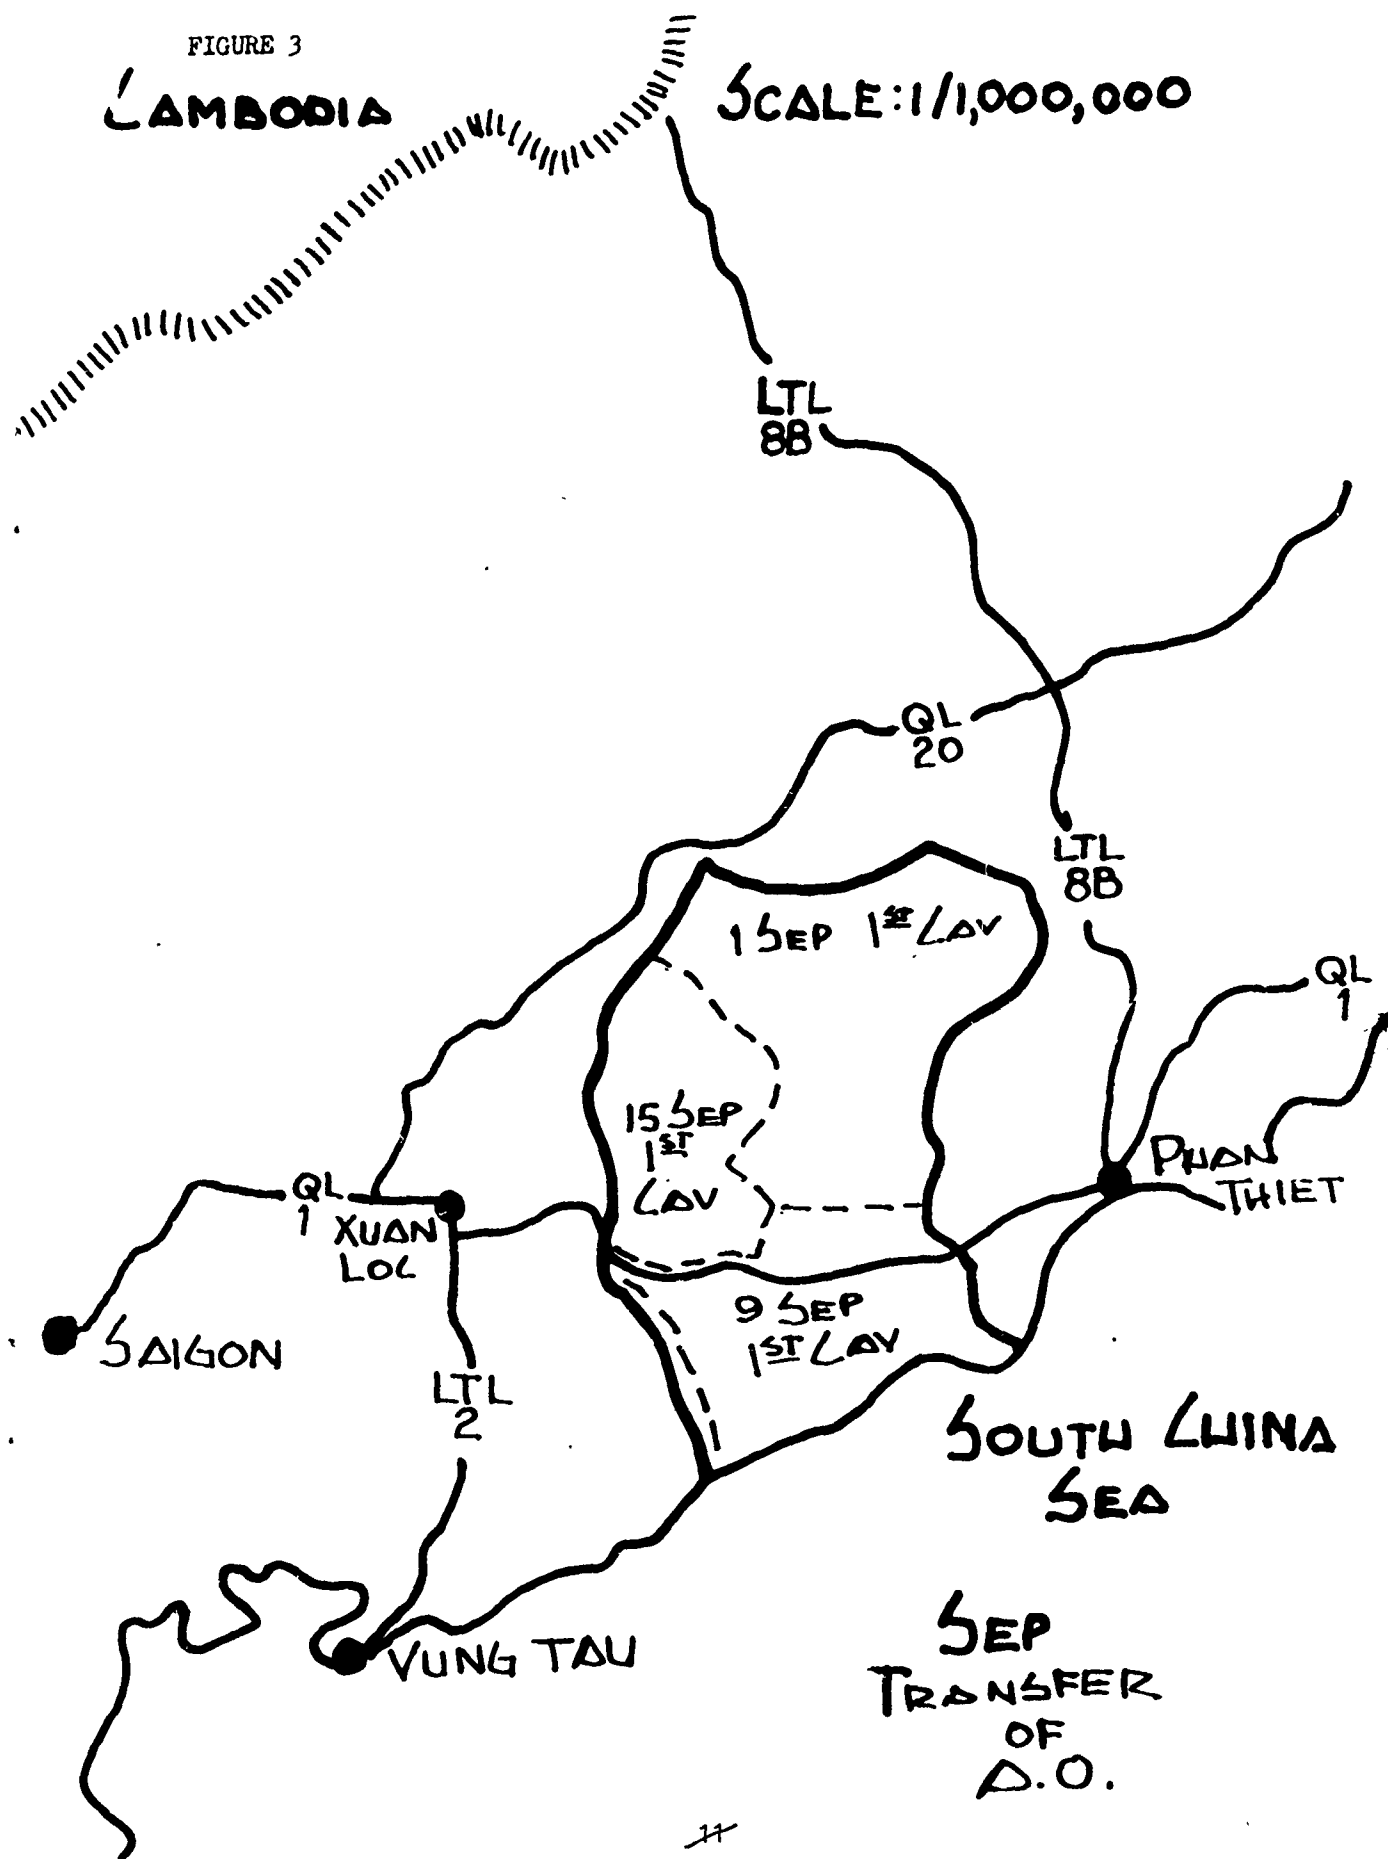 FIGURE 3
CAMBODIA
SCALE: 1/1,000,000
LTL
8B
QL
20
LTL
8B
1 SEP 1ST CAV
QL
1
15 SEP
1ST
CAV
PHAN
THIET
QL
1
XUAN
LOC
9 SEP
1ST CAV
SAIGON
LTL
2
SOUTH CHINA
SEA
SEP
TRANSFER
OF
A.O.
VUNG TAU
11